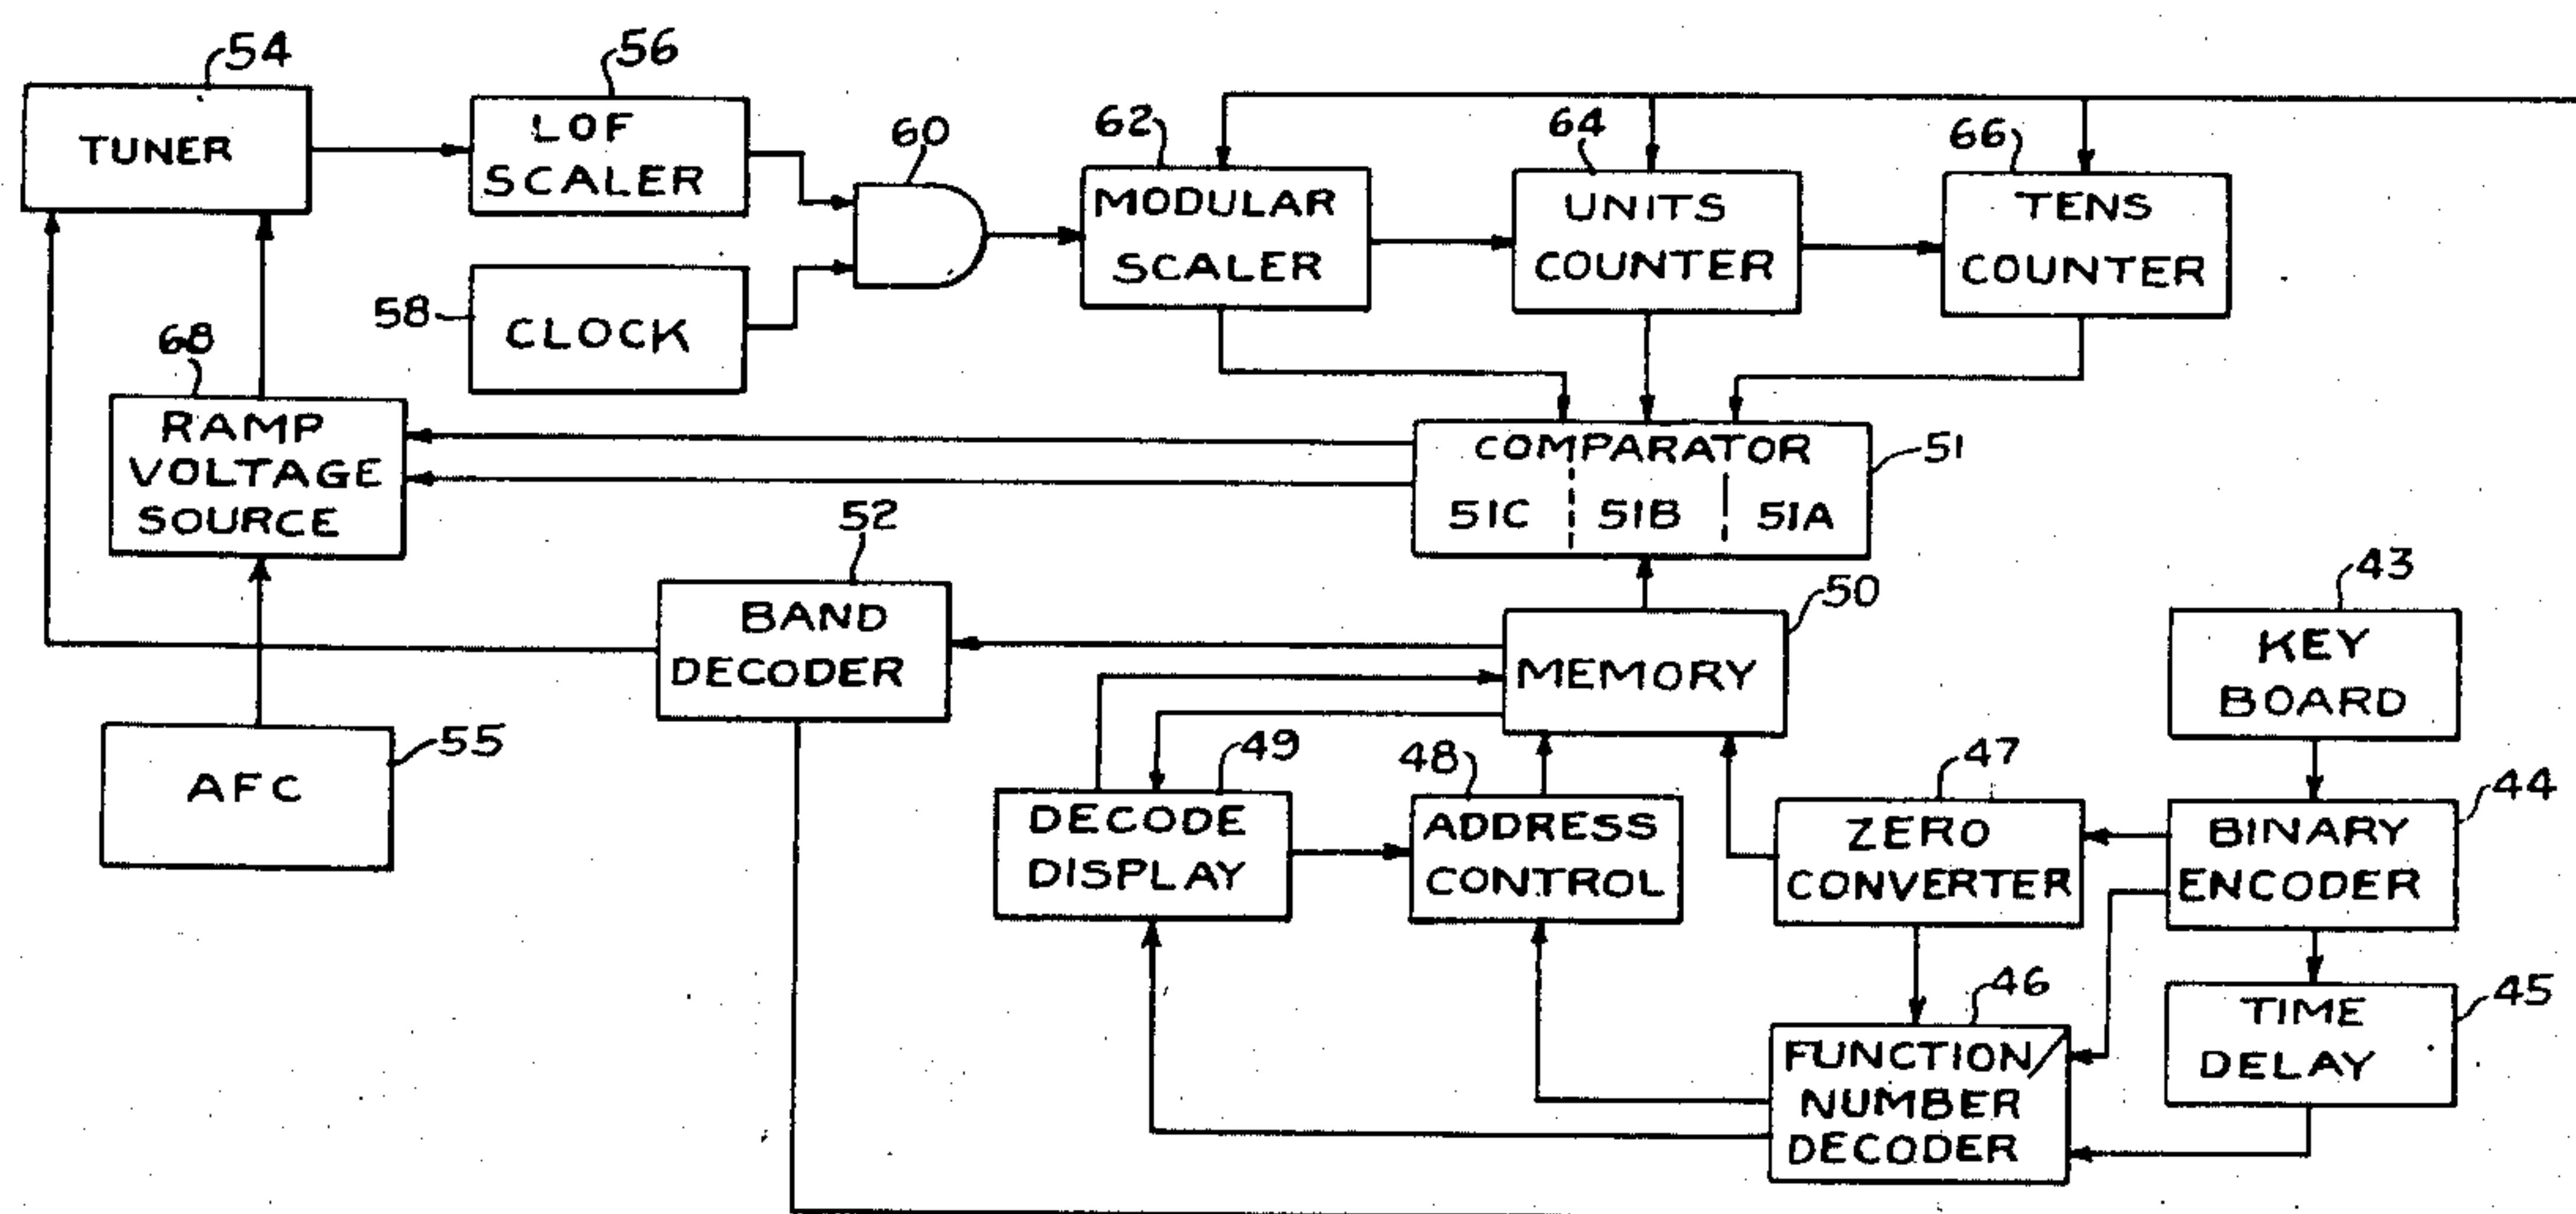 54
TUNER
56
LOF
SCALER
60
58
CLOCK
62
MODULAR
SCALER
64
UNITS
COUNTER
66
TENS
COUNTER
68
RAMP
VOLTAGE
SOURCE
COMPARATOR
51C 51B 51A
51
52
BAND
DECODER
50
MEMORY
43
KEY
BOARD
AFC
55
49
DECODE
DISPLAY
48
ADDRESS
CONTROL
47
ZERO
CONVERTER
44
BINARY
ENCODER
46
FUNCTION/
NUMBER
DECODER
45
TIME
DELAY